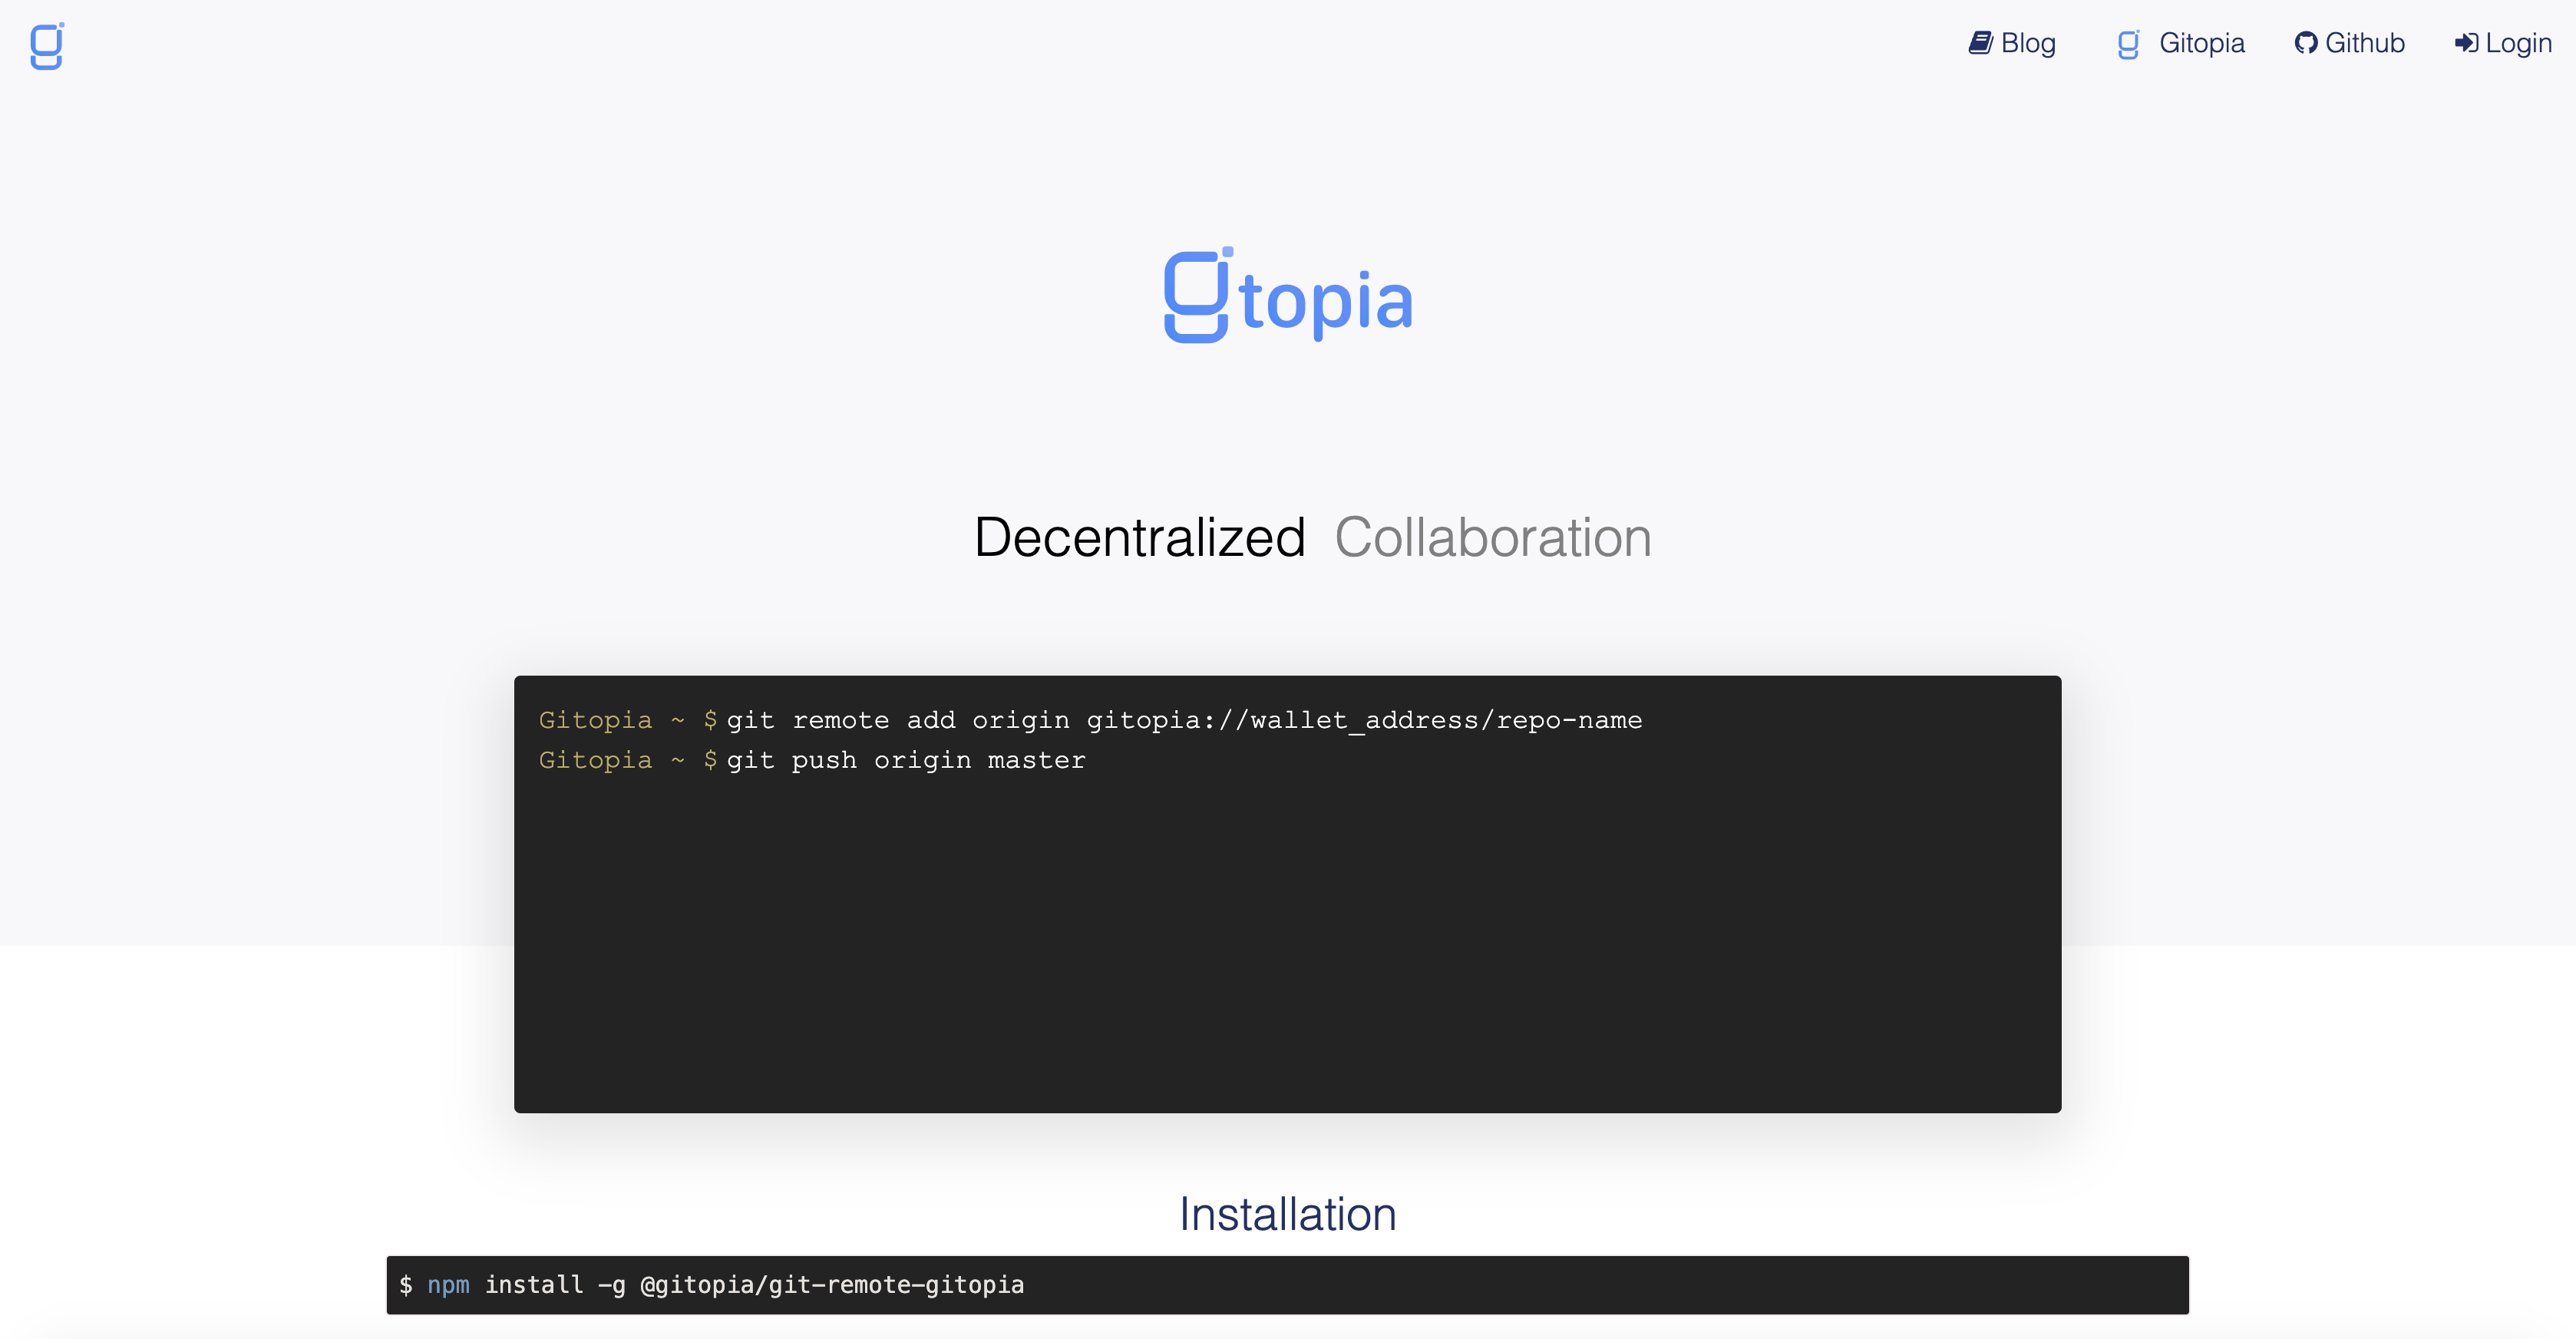 Blog Gitopia Github Login
gitopia
Decentralized Collaboration
Gitopia ~ $ git remote add origin gitopia://wallet_address/repo-name
Gitopia ~ $ git push origin master
Installation
$ npm install -g @gitopia/git-remote-gitopia